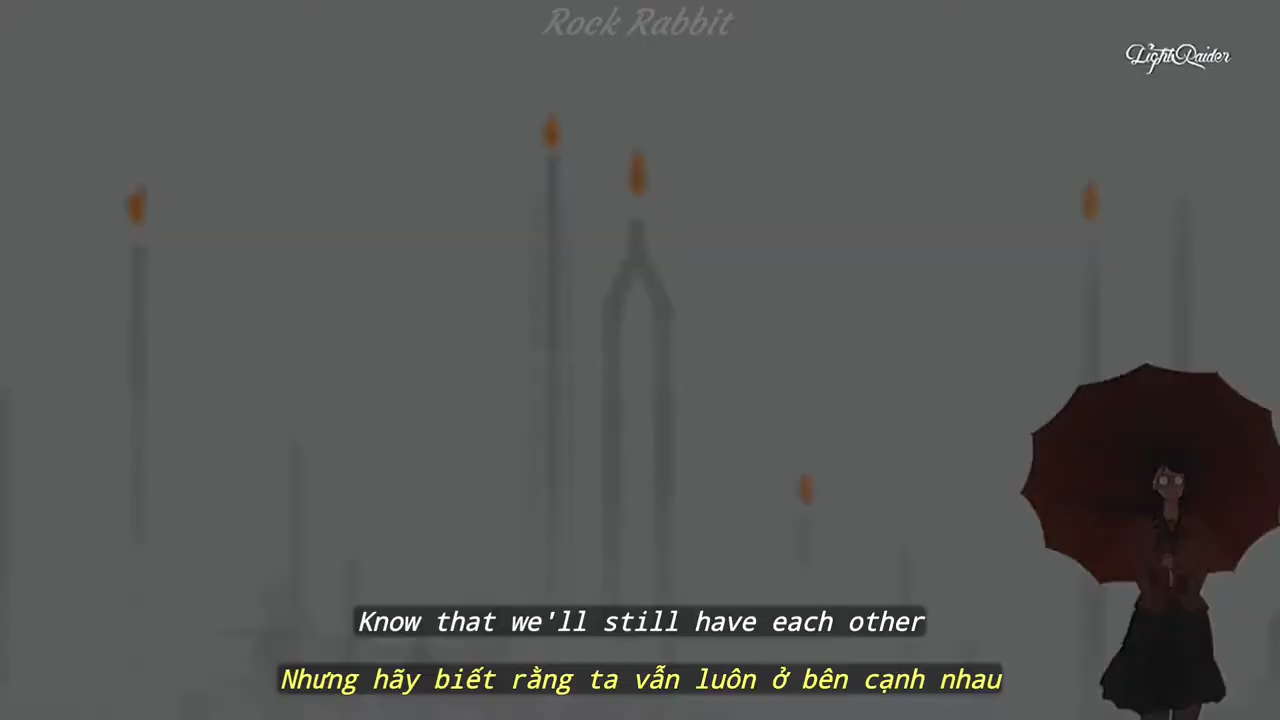 Rock Rabbit
LightRaider
Know that we'll still have each other
Nhưng hãy biết rằng ta vẫn luôn ở bên cạnh nhau